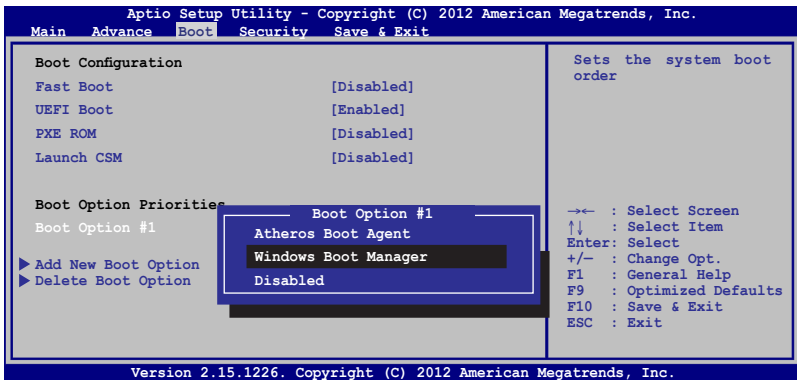 Aptio Setup Utility - Copyright (C) 2012 American Megatrends, Inc.
Main Advance Boot Security Save & Exit
Boot Configuration
Fast Boot [Disabled]
UEFI Boot [Enabled]
PXE ROM [Disabled]
Launch CSM [Disabled]
Boot Option Priorities
Boot Option #1
Add New Boot Option
Delete Boot Option
Boot Option #1
Atheros Boot Agent
Windows Boot Manager
Disabled
Sets the system boot
order
→← : Select Screen
↑↓ : Select Item
Enter: Select
+/— : Change Opt.
F1 : General Help
F9 : Optimized Defaults
F10 : Save & Exit
ESC : Exit
Version 2.15.1226. Copyright (C) 2012 American Megatrends, Inc.